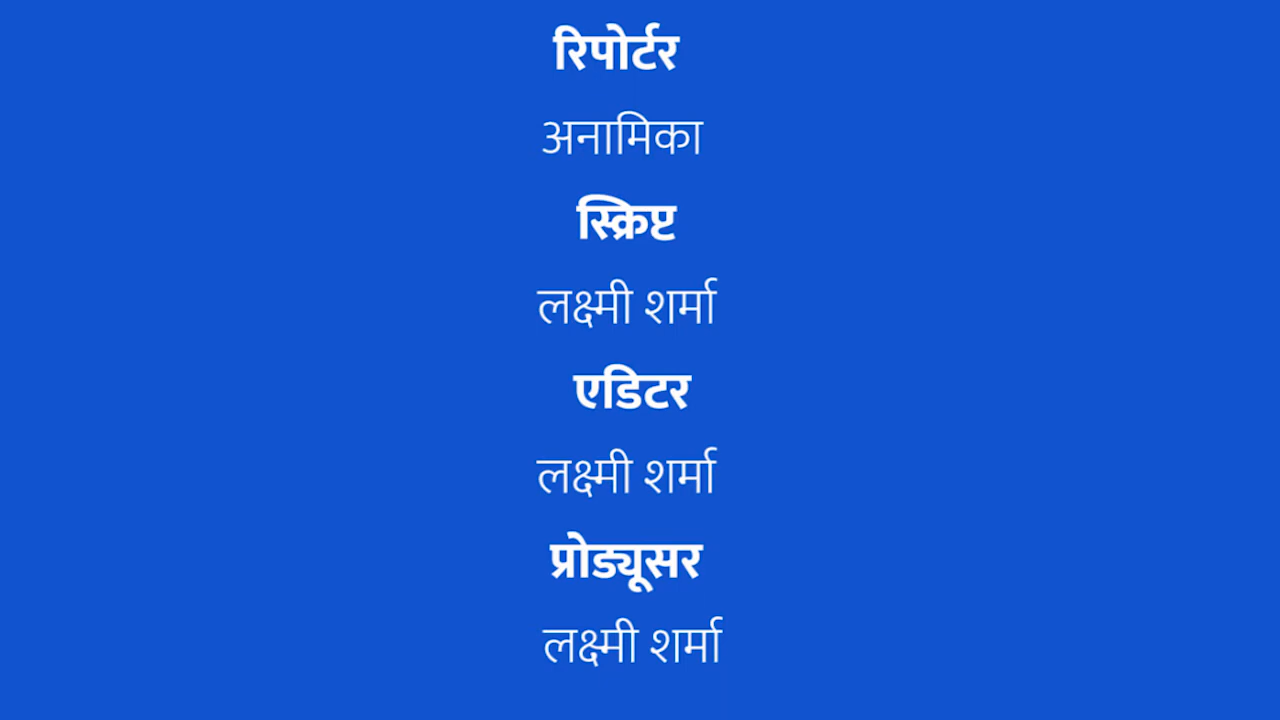 रिपोर्टर
अनामिका
स्क्रिप्ट
लक्ष्मी शर्मा
एडिटर
लक्ष्मी शर्मा
प्रोड्यूसर
लक्ष्मी शर्मा